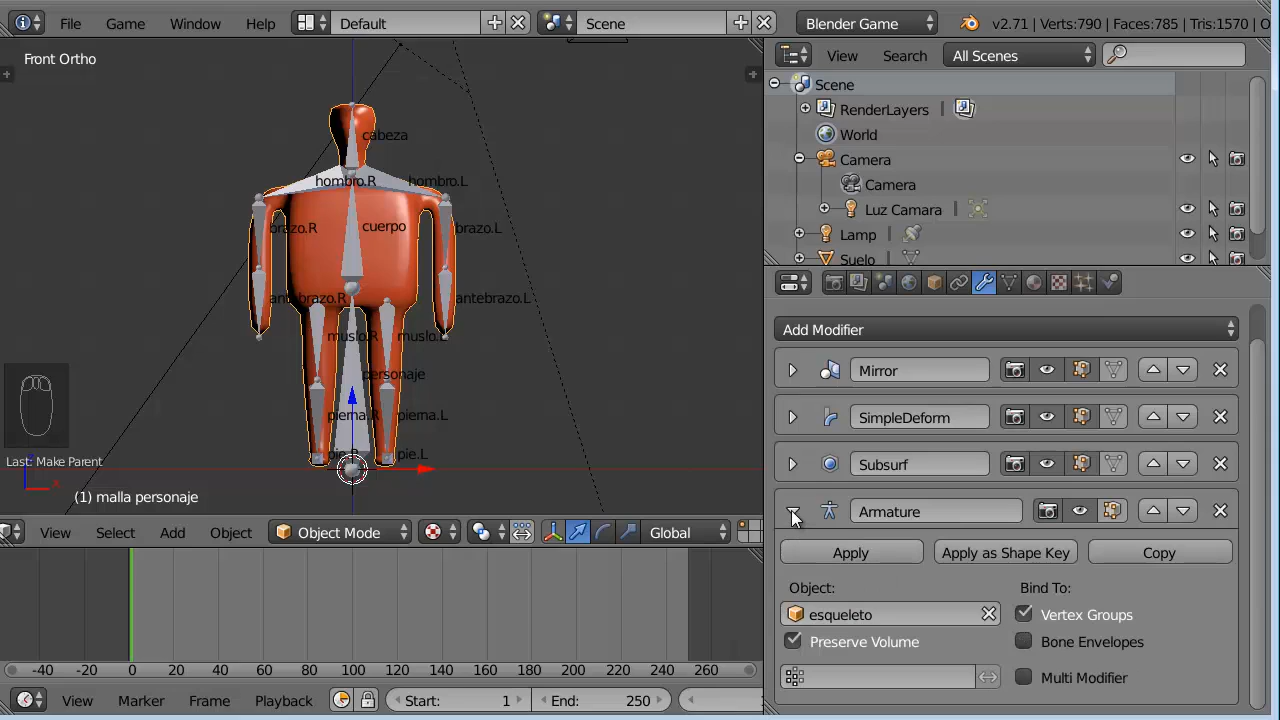 File Game Window Help Default Scene Blender Game v2.71 | Verts:790 | Faces:785 | Tris:1570 | O
Front Ortho
View Search All Scenes
Scene
RenderLayers
World
Camera
Camera
Luz Camara
Lamp
Suelo
cabeza
hombro.R hombro.L
brazo.R cuerpo brazo.L
antebrazo.R antebrazo.L
muslo.R muslo.L
personaje
pierna.R pierna.L
pie.R pie.L
Last: Make Parent
(1) malla personaje
View Select Add Object Object Mode Global
-40 -20 0 20 40 60 80 100 120 140 160 180 200 220 240 260
View Marker Frame Playback Start: 1 End: 250
Add Modifier
Mirror
SimpleDeform
Subsurf
Armature
Apply Apply as Shape Key Copy
Object: Bind To:
esqueleto Vertex Groups
Preserve Volume Bone Envelopes
Multi Modifier